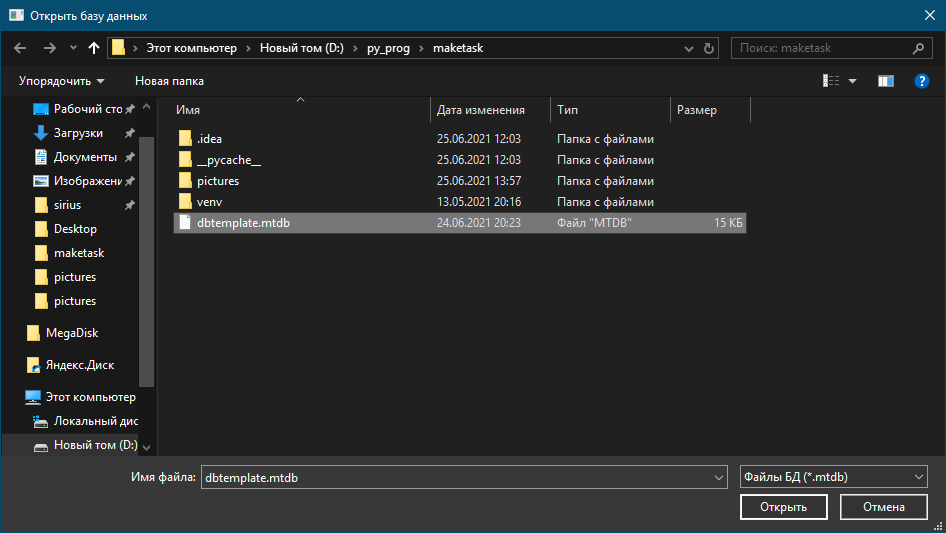 Открыть базу данных
Этот компьютер › Новый том (D:) › py_prog › maketask
Поиск: maketask
Упорядочить
Новая папка
Имя
Дата изменения
Тип
Размер
Рабочий сто
Загрузки
Документы
Изображени
sirius
Desktop
maketask
pictures
pictures
MegaDisk
Яндекс.Диск
Этот компьютер
Локальный дис
Новый том (D:)
.idea 25.06.2021 12:03 Папка с файлами
__pycache__ 25.06.2021 12:03 Папка с файлами
pictures 25.06.2021 13:57 Папка с файлами
venv 13.05.2021 20:16 Папка с файлами
dbtemplate.mtdb 24.06.2021 20:23 Файл "MTDB" 15 КБ
Имя файла: dbtemplate.mtdb
Файлы БД (*.mtdb)
Открыть
Отмена